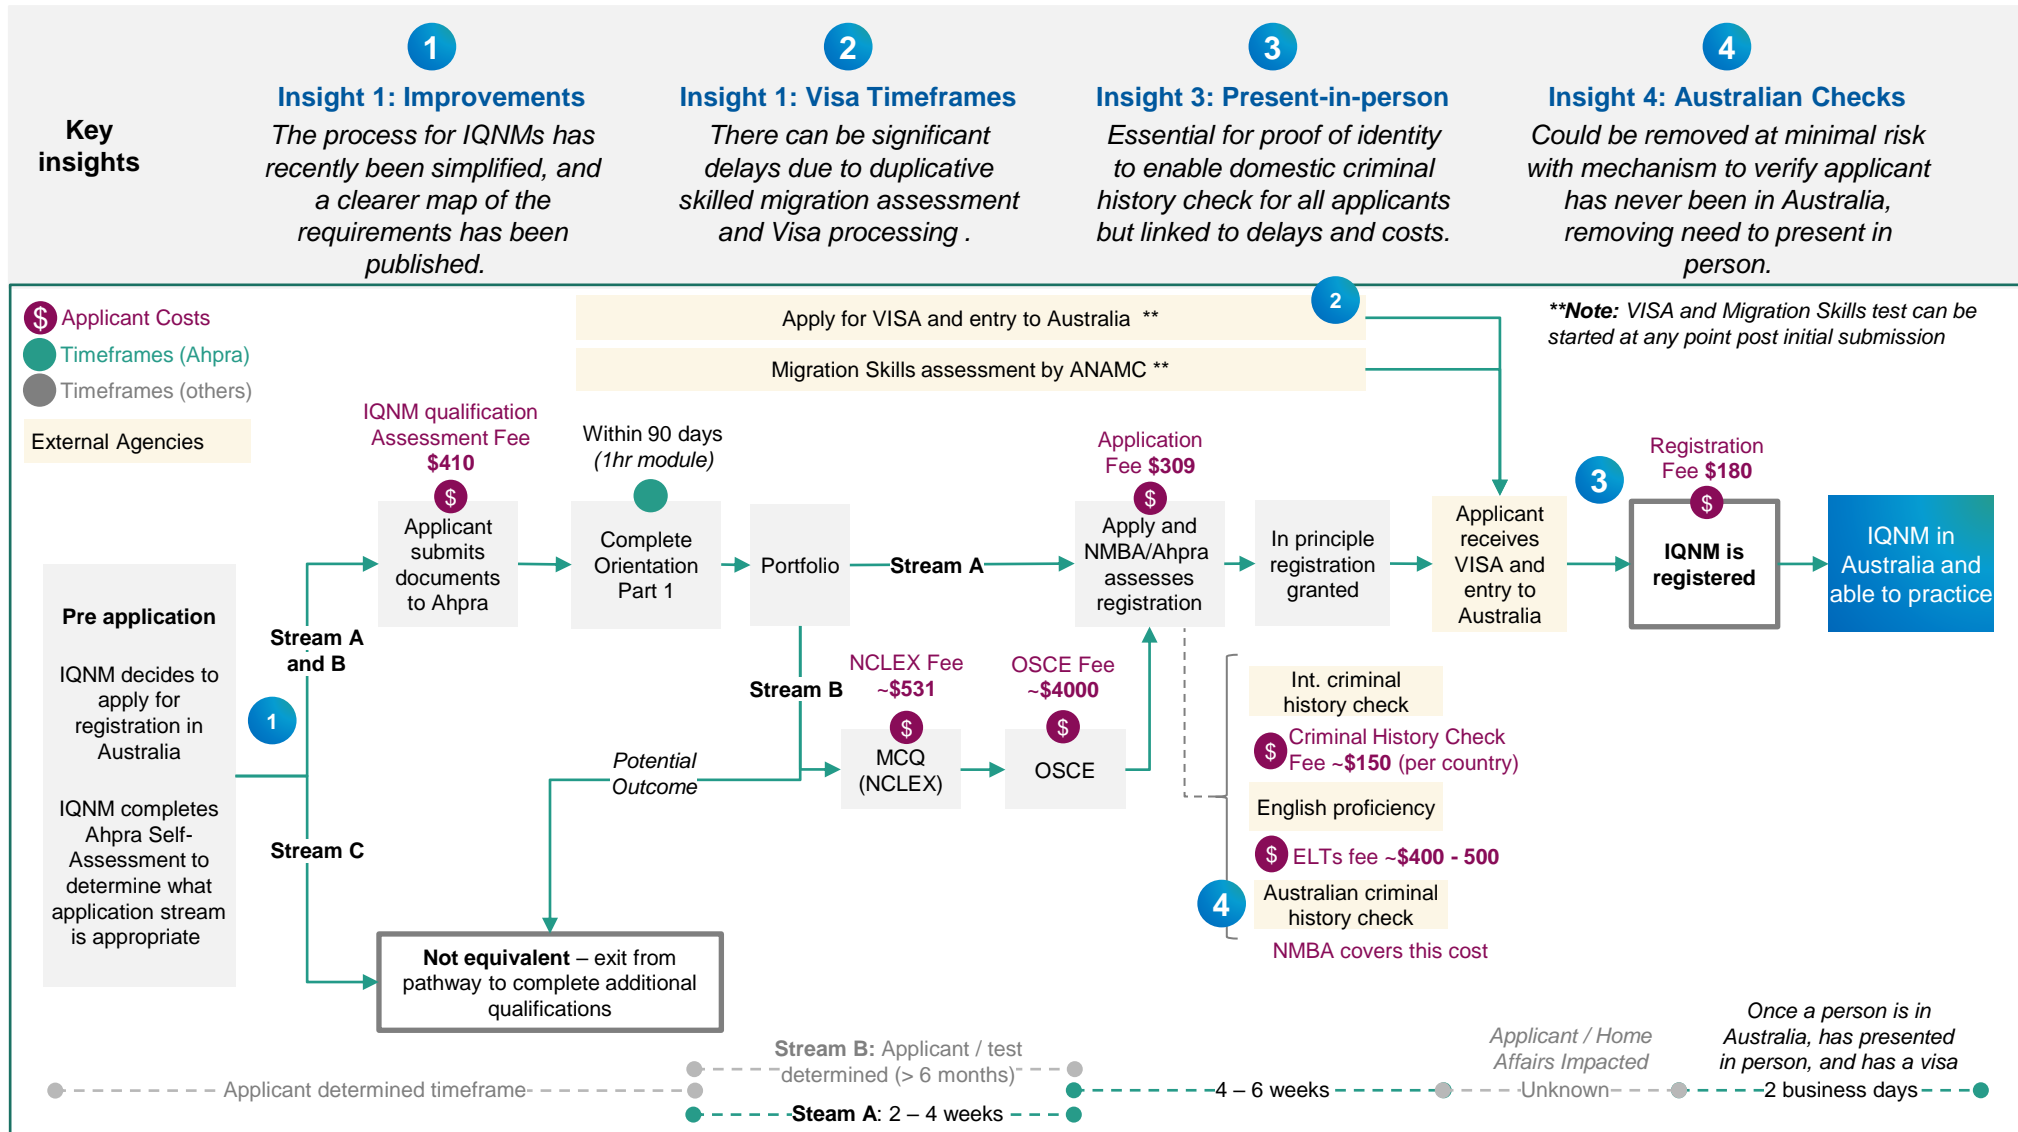 Key
insights
1
Insight 1: Improvements
The process for IQNMs has
recently been simplified, and
a clearer map of the
requirements has been
published.
2
Insight 1: Visa Timeframes
There can be significant
delays due to duplicative
skilled migration assessment
and Visa processing .
3
Insight 3: Present-in-person
Essential for proof of identity
to enable domestic criminal
history check for all applicants
but linked to delays and costs.
4
Insight 4: Australian Checks
Could be removed at minimal risk
with mechanism to verify applicant
has never been in Australia,
removing need to present in
person.
$ Applicant Costs
Timeframes (Ahpra)
Timeframes (others)
External Agencies
Apply for VISA and entry to Australia **
2
Migration Skills assessment by ANAMC **
**Note: VISA and Migration Skills test can be
started at any point post initial submission
Pre application
IQNM decides to
apply for
registration in
Australia
IQNM completes
Ahpra Self-
Assessment to
determine what
application stream
is appropriate
1
Stream A
and B
Stream C
IQNM qualification
Assessment Fee
$410
$
Applicant
submits
documents
to Ahpra
Within 90 days
(1hr module)
Complete
Orientation
Part 1
Portfolio
Stream A
Stream B
Potential
Outcome
NCLEX Fee
~$531
$
MCQ
(NCLEX)
OSCE Fee
~$4000
$
OSCE
Not equivalent – exit from
pathway to complete additional
qualifications
Application
Fee $309
$
Apply and
NMBA/Ahpra
assesses
registration
In principle
registration
granted
Applicant
receives
VISA and
entry to
Australia
3
Registration
Fee $180
$
IQNM is
registered
IQNM in
Australia and
able to practice
Int. criminal
history check
$
Criminal History Check
Fee ~$150 (per country)
English proficiency
$ ELTs fee ~$400 - 500
4
Australian criminal
history check
NMBA covers this cost
Applicant determined timeframe
Stream B: Applicant / test
determined (> 6 months)
Steam A: 2 – 4 weeks
4 – 6 weeks
Applicant / Home
Affairs Impacted
Unknown
Once a person is in
Australia, has presented
in person, and has a visa
2 business days